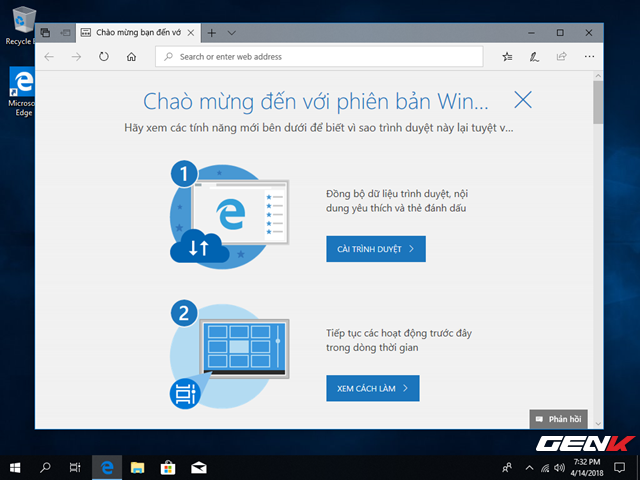 Recycle
Chào mừng bạn đến vớ
Search or enter web address
Microso
Edge
Chào mừng đến với phiên bản Win...
Hãy xem các tính năng mới bên dưới để biết vì sao trình duyệt này lại tuyệt v...
1
Đồng bộ dữ liệu trình duyệt, nội
dung yêu thích và thẻ đánh dấu
CÀI TRÌNH DUYỆT
2
Tiếp tục các hoạt động trước đây
trong dòng thời gian
XEM CÁCH LÀM
Phản hồi
GENK
7:32 PM
4/14/2018